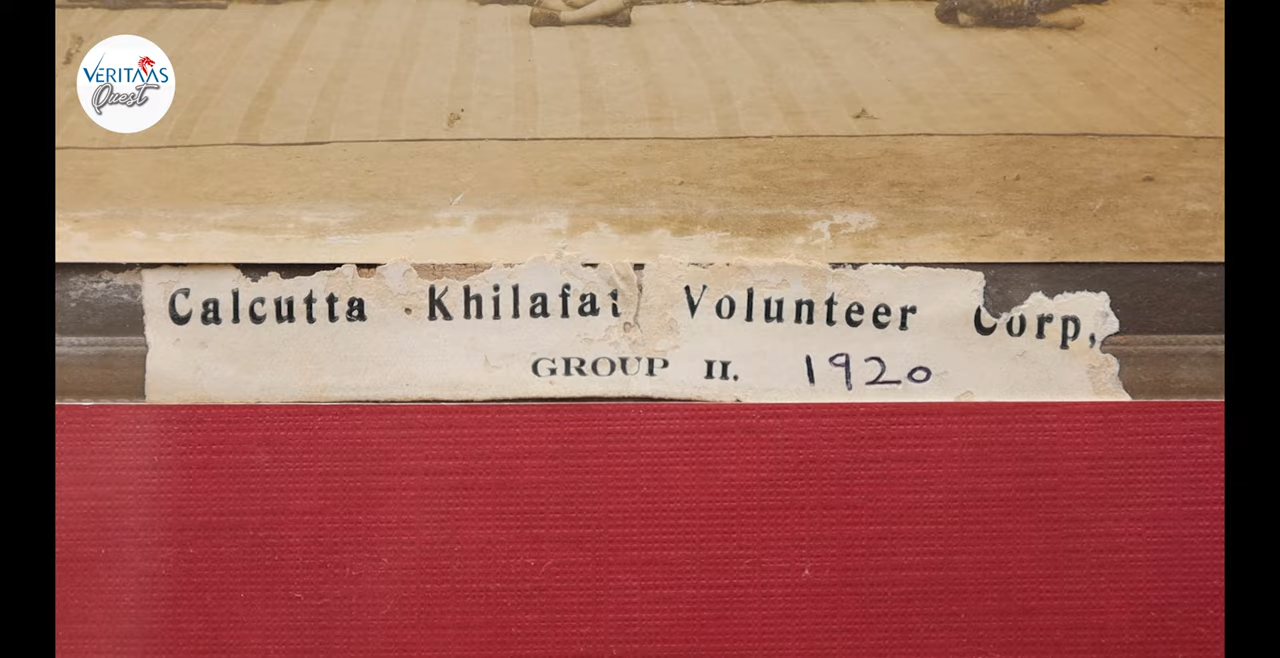 VERITAAS
Quest
Calcutta Khilafat Volunteer Corp,
GROUP II. 1920